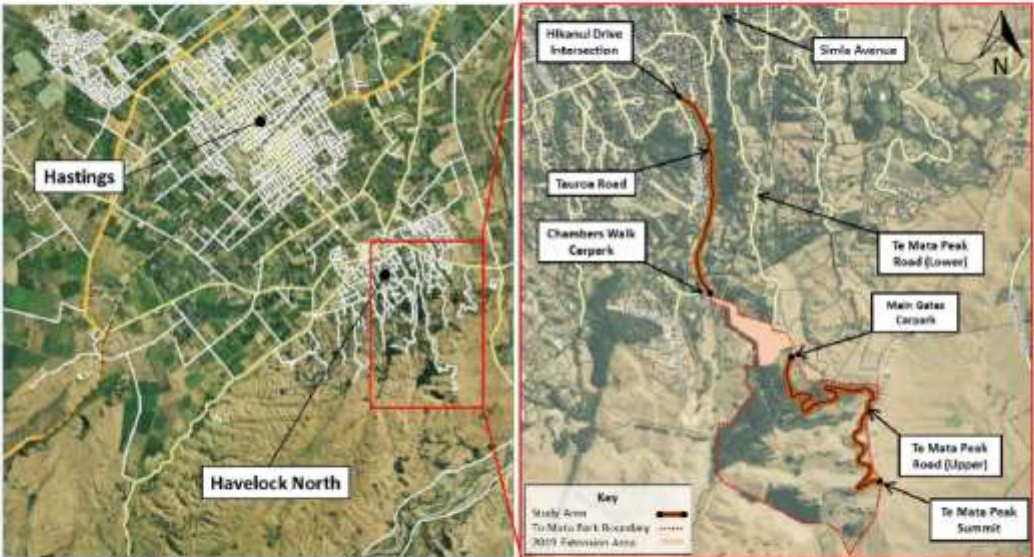 Hastings
Havelock North
Hikanui Drive
Intersection
Simla Avenue
N
Tauroa Road
Chambers Walk
Carpark
Te Mata Peak
Road (Lower)
Main Gates
Carpark
Te Mata Peak
Road (Upper)
Te Mata Peak
Summit
Key
Study Area
Te Mata Park Boundary
2019 Extension Area